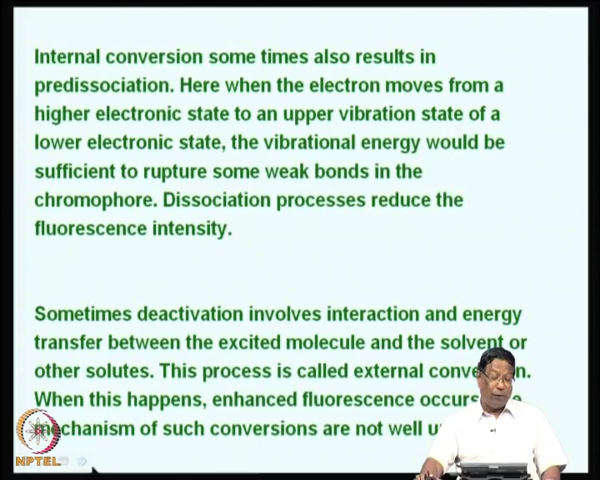 Internal conversion some times also results in
predissociation. Here when the electron moves from a
higher electronic state to an upper vibration state of a
lower electronic state, the vibrational energy would be
sufficient to rupture some weak bonds in the
chromophore. Dissociation processes reduce the
fluorescence intensity.
Sometimes deactivation involves interaction and energy
transfer between the excited molecule and the solvent or
other solutes. This process is called external
When this happens, enhanced fluorescence occurs
of such conversions are not well
NPTEL